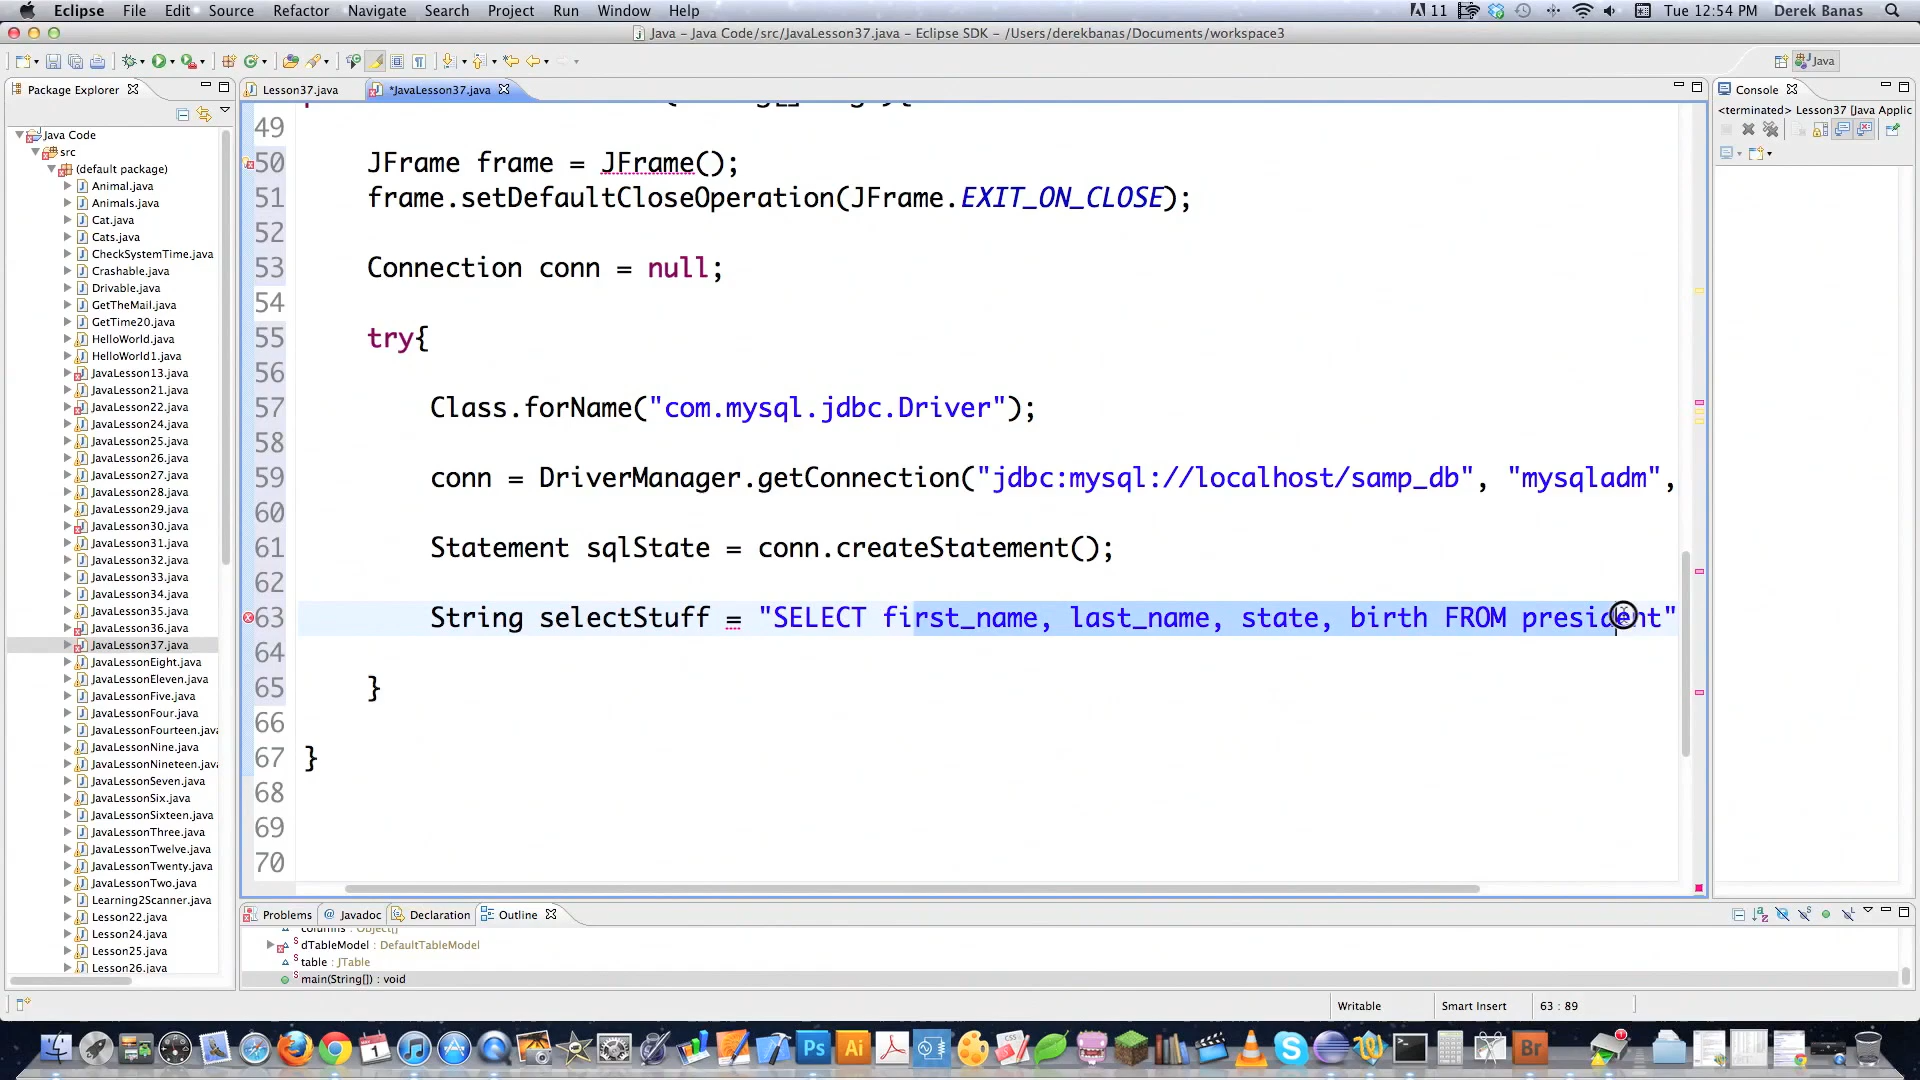 Eclipse File Edit Source Refactor Navigate Search Project Run Window Help 11 Tue 12:54 PM Derek Banas
Java – Java Code/src/JavaLesson37.java – Eclipse SDK – /Users/derekbanas/Documents/workspace3
Java
Package Explorer
Lesson37.java
*JavaLesson37.java
Console
<terminated> Lesson37 [Java Applic
Java Code
src
(default package)
Animal.java
Animals.java
Cat.java
Cats.java
CheckSystemTime.java
Crashable.java
Drivable.java
GetTheMail.java
GetTime20.java
HelloWorld.java
HelloWorld1.java
JavaLesson13.java
JavaLesson21.java
JavaLesson22.java
JavaLesson24.java
JavaLesson25.java
JavaLesson26.java
JavaLesson27.java
JavaLesson28.java
JavaLesson29.java
JavaLesson30.java
JavaLesson31.java
JavaLesson32.java
JavaLesson33.java
JavaLesson34.java
JavaLesson35.java
JavaLesson36.java
JavaLesson37.java
JavaLessonEight.java
JavaLessonEleven.java
JavaLessonFive.java
JavaLessonFour.java
JavaLessonFourteen.java
JavaLessonNine.java
JavaLessonNineteen.java
JavaLessonSeven.java
JavaLessonSix.java
JavaLessonSixteen.java
JavaLessonThree.java
JavaLessonTwelve.java
JavaLessonTwenty.java
JavaLessonTwo.java
Learning2Scanner.java
Lesson22.java
Lesson24.java
Lesson25.java
Lesson26.java
49
50 JFrame frame = JFrame();
51 frame.setDefaultCloseOperation(JFrame.EXIT_ON_CLOSE);
52
53 Connection conn = null;
54
55 try{
56
57 Class.forName("com.mysql.jdbc.Driver");
58
59 conn = DriverManager.getConnection("jdbc:mysql://localhost/samp_db", "mysqladm",
60
61 Statement sqlState = conn.createStatement();
62
63 String selectStuff = "SELECT first_name, last_name, state, birth FROM president"
64
65 }
66
67 }
68
69
70
Problems @ Javadoc Declaration Outline
columns : Object[]
dTableModel : DefaultTableModel
table : JTable
main(String[]) : void
Writable
Smart Insert
63 : 89
Ps Ai Br